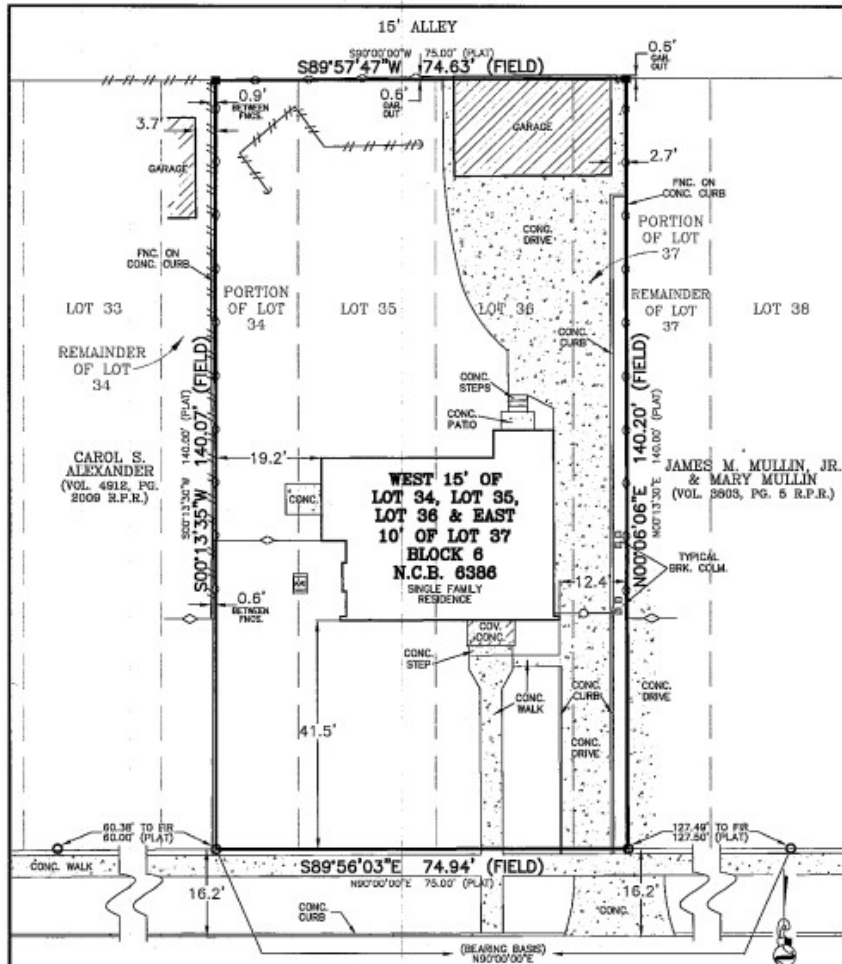 15' ALLEY
S90°00'00"W 75.00' (PLAT)
S89°57'47"W 74.63' (FIELD)
0.6'
GAR.
OUT
0.6'
GAR.
OUT
0.9'
BETWEEN
FNCS.
3.7'
GARAGE
GARAGE
2.7'
FNC. ON
CONC. CURB
CONC.
DRIVE
PORTION
OF LOT
37
FNC. ON
CONC. CURB
LOT 33
PORTION
OF LOT
34
LOT 35
LOT 36
REMAINDER
OF LOT
37
LOT 38
REMAINDER
OF LOT
34
CONC.
CURB
CONC.
STEPS
CONC.
PATIO
S00°13'35"W 140.07' (FIELD)
S00°13'30"W 140.00' (PLAT)
N00°06'06"E 140.20' (FIELD)
N00°13'30"E 140.00' (PLAT)
CAROL S.
ALEXANDER
(VOL. 4912, PG.
2009 R.P.R.)
19.2'
JAMES M. MULLIN, JR.
& MARY MULLIN
(VOL. 3803, PG. 5 R.P.R.)
CONC.
WEST 15' OF
LOT 34, LOT 35,
LOT 36 & EAST
10' OF LOT 37
BLOCK 6
N.C.B. 6386
SINGLE FAMILY
RESIDENCE
TYPICAL
BRK. COLM.
12.4'
0.6'
BETWEEN
FNCS.
COV.
CONC.
CONC.
STEP
CONC.
WALK
CONC.
CURB
CONC.
DRIVE
CONC.
DRIVE
41.5'
60.38' TO FIR
60.00' (PLAT)
127.49' TO FIR
127.50' (PLAT)
CONC. WALK
S89°56'03"E 74.94' (FIELD)
N90°00'00"E 75.00' (PLAT)
16.2'
16.2'
CONC.
CURB
CONC.
(BEARING BASIS)
N90°00'00"E